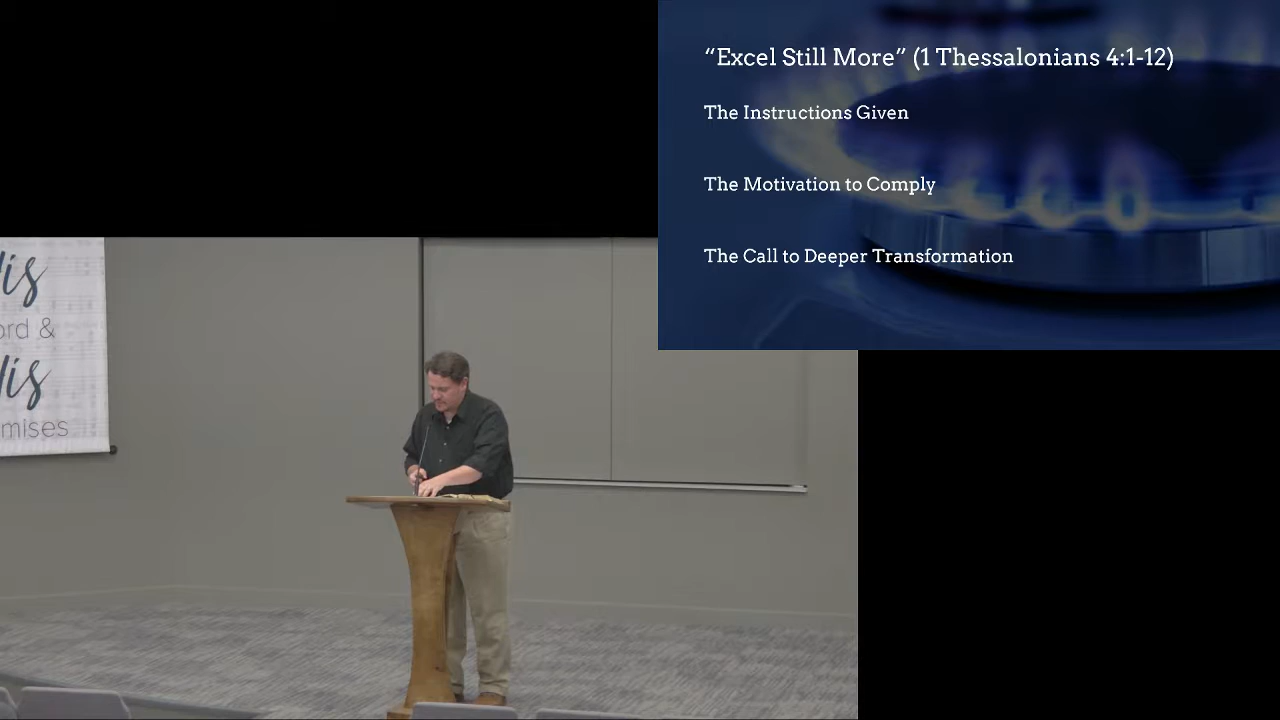 “Excel Still More” (1 Thessalonians 4:1-12)
The Instructions Given
The Motivation to Comply
The Call to Deeper Transformation
&